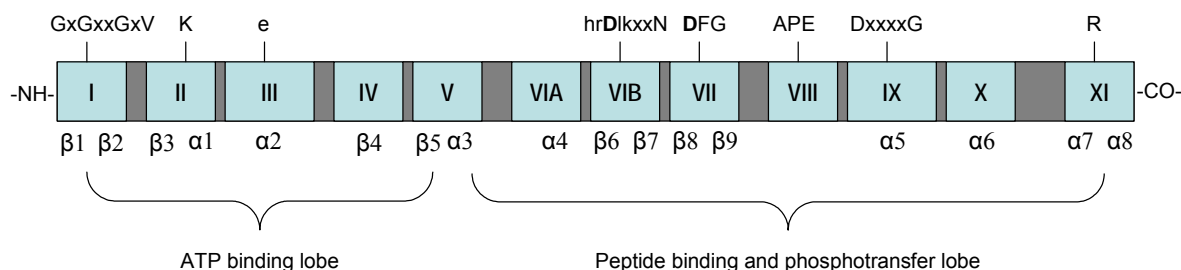 GxGxxGxV K e hrDlkxxN DFG APE DxxxxG R
-NH- I II III IV V VIA VIB VII VIII IX X XI -CO-
β1 β2 β3 α1 α2 β4 β5 α3 α4 β6 β7 β8 β9 α5 α6 α7 α8
ATP binding lobe Peptide binding and phosphotransfer lobe